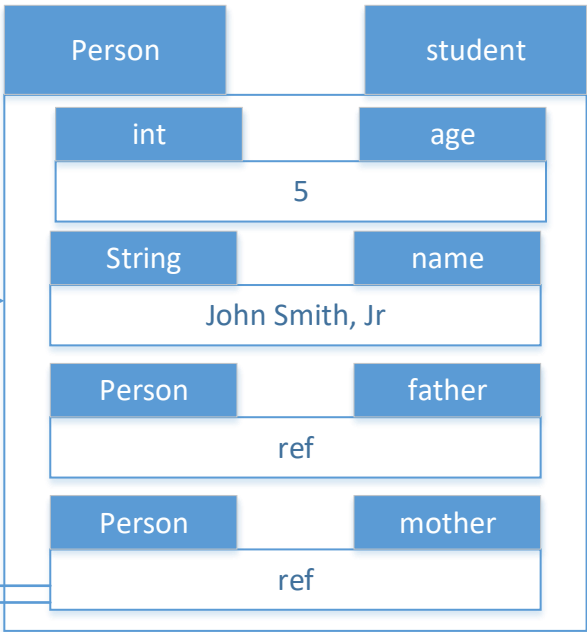 Person student
int age
5
String name
John Smith, Jr
Person father
ref
Person mother
ref